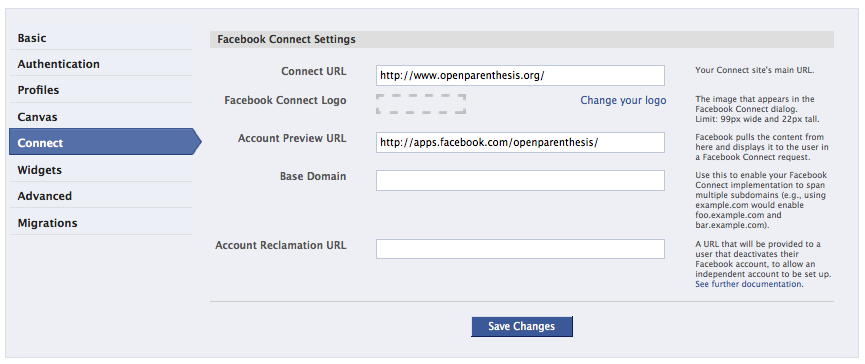 Basic
Authentication
Profiles
Canvas
Connect
Widgets
Advanced
Migrations
Facebook Connect Settings
Connect URL
http://www.openparenthesis.org/
Your Connect site's main URL.
Facebook Connect Logo
Change your logo
The image that appears in the
Facebook Connect dialog.
Limit: 99px wide and 22px tall.
Account Preview URL
http://apps.facebook.com/openparenthesis/
Facebook pulls the content from
here and displays it to the user in
a Facebook Connect request.
Base Domain
Use this to enable your Facebook
Connect implementation to span
multiple subdomains (e.g., using
example.com would enable
foo.example.com and
bar.example.com).
Account Reclamation URL
A URL that will be provided to a
user that deactivates their
Facebook account, to allow an
independent account to be set up.
See further documentation.
Save Changes